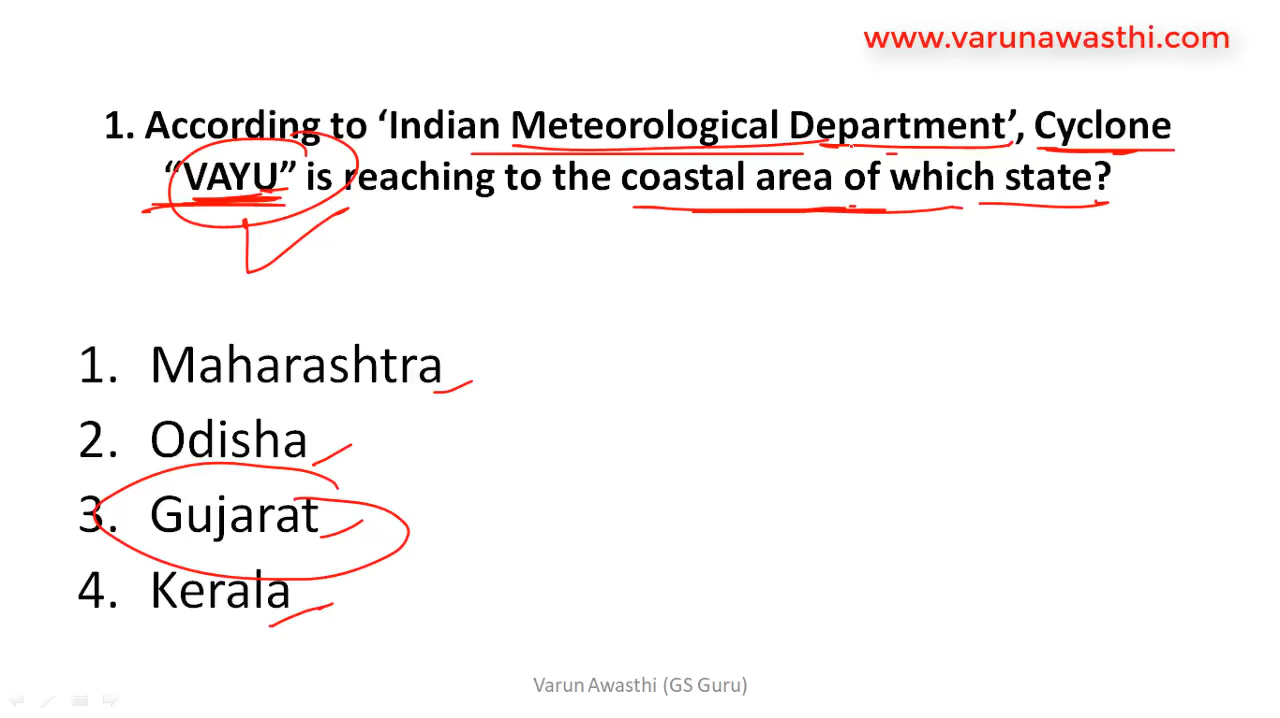 www.varunawasthi.com
1. According to ‘Indian Meteorological Department’, Cyclone
“VAYU” is reaching to the coastal area of which state?
1. Maharashtra
2. Odisha
3. Gujarat
4. Kerala
Varun Awasthi (GS Guru)